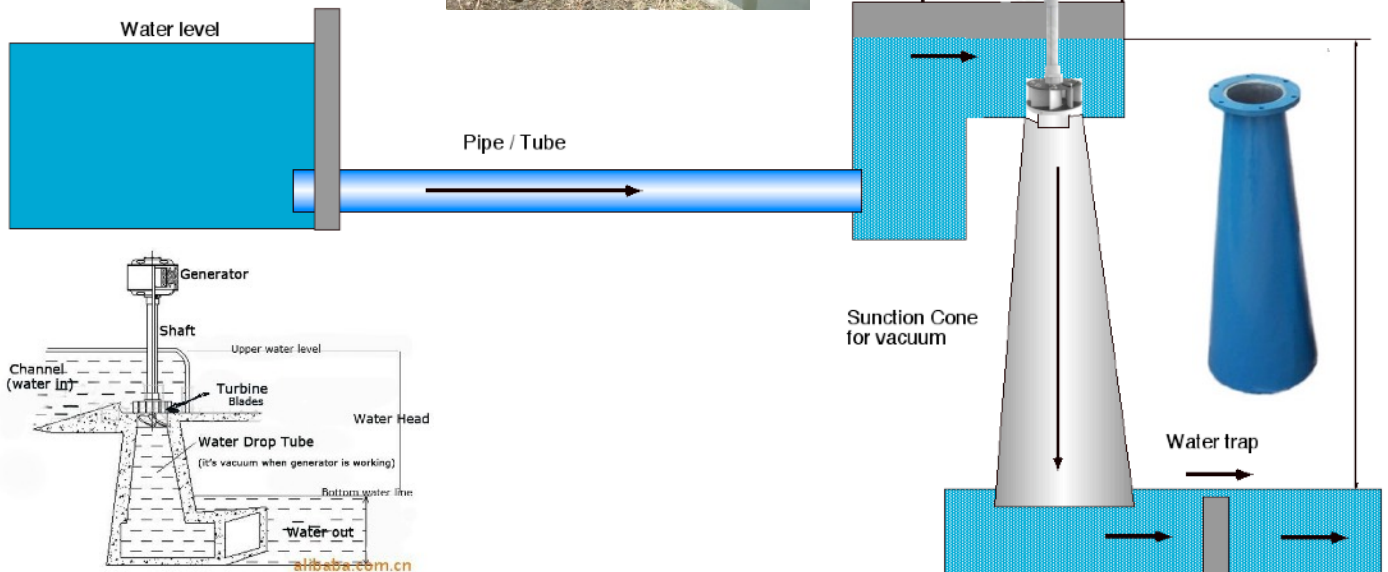 Water level
Pipe / Tube
Sunction Cone
for vacuum
Water trap
Generator
Shaft
Upper water level
Channel
(water in)
Turbine
Blades
Water Head
Water Drop Tube
(it's vacuum when generator is working)
Bottom water line
Water out
alibaba.com.cn